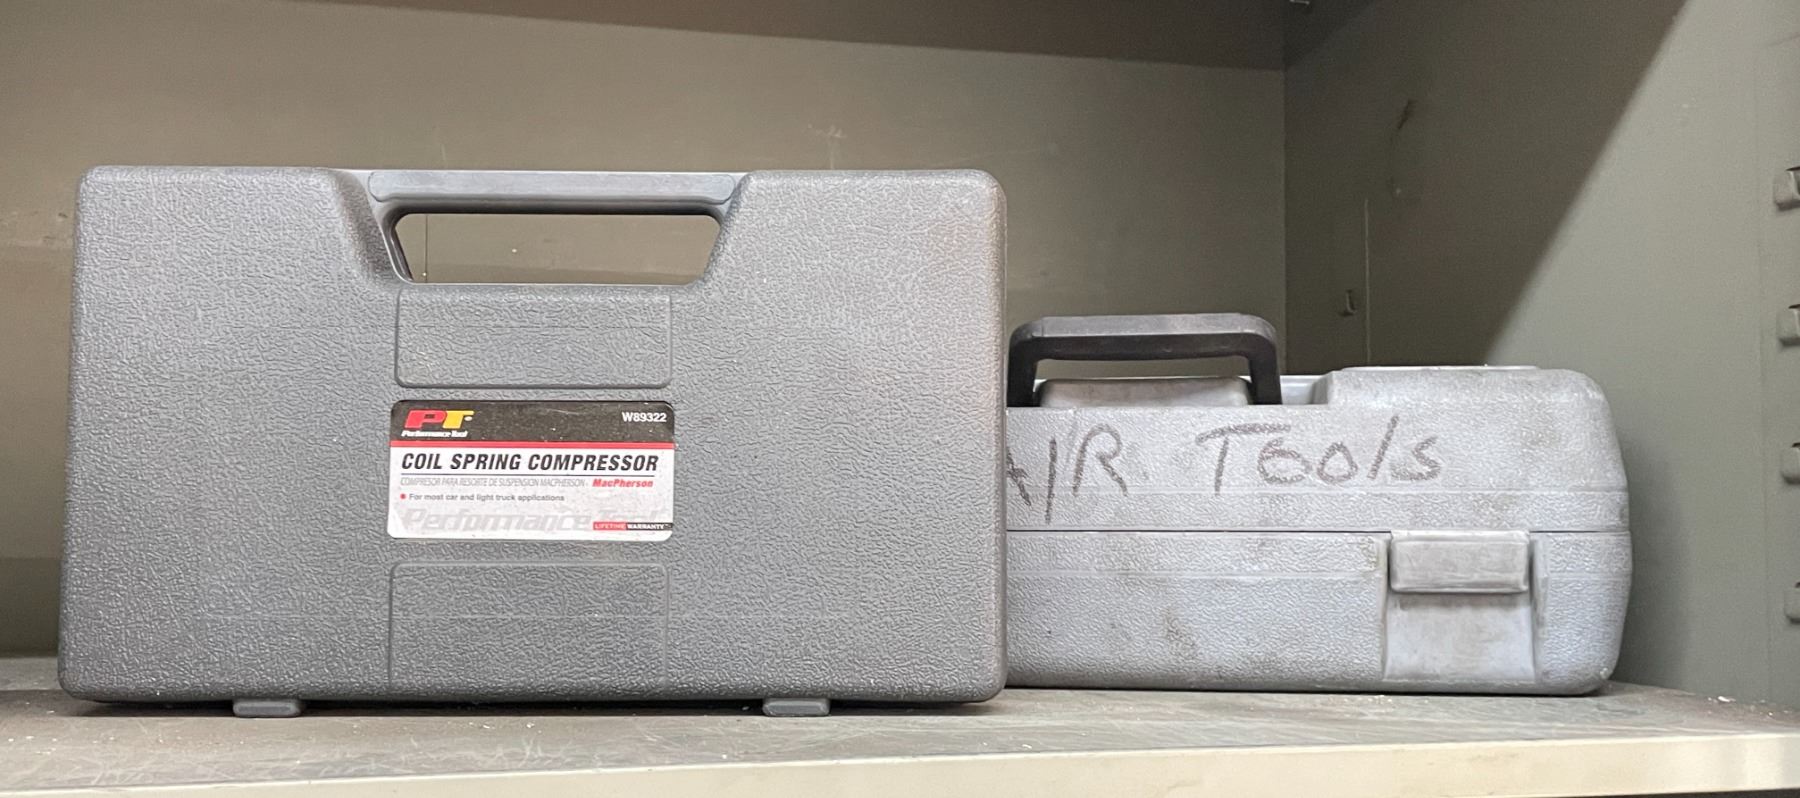 PT
Performance Tool
W89322
COIL SPRING COMPRESSOR
COMPRESOR PARA RESORTE DE SUSPENSION MACPHERSON - MacPherson
For most car and light truck applications
Performance Tool
LIFETIME WARRANTY
A/R Tools